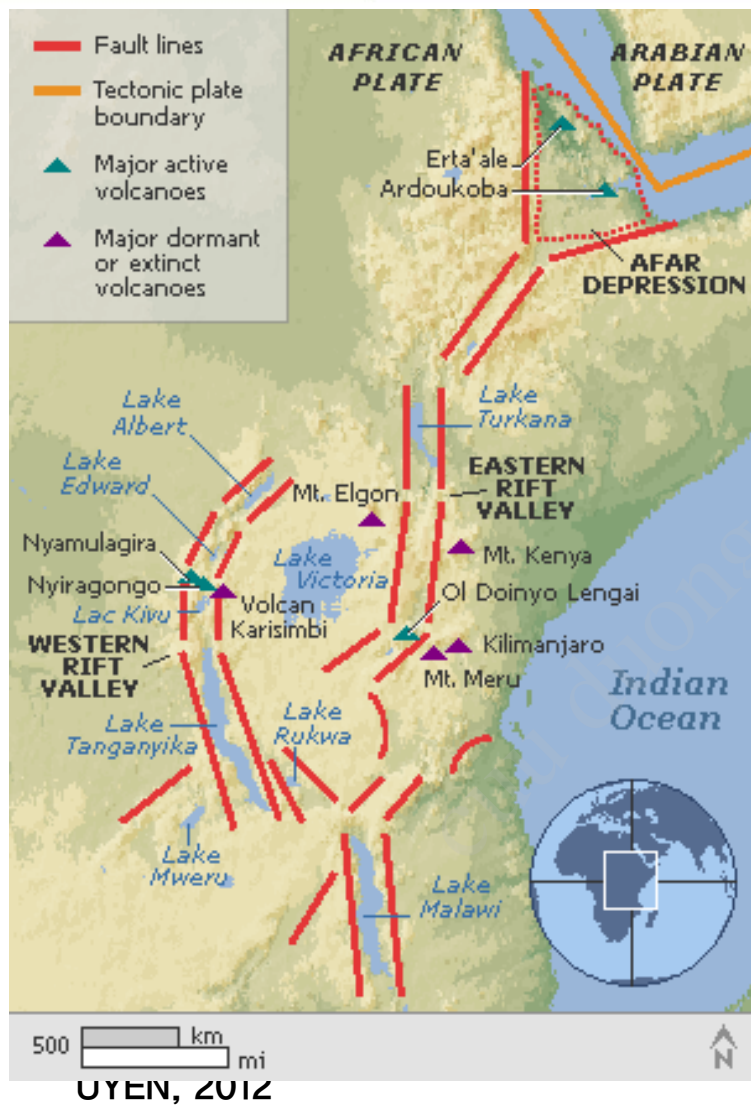 Fault lines
Tectonic plate
boundary
Major active
volcanoes
Major dormant
or extinct
volcanoes
AFRICAN
PLATE
ARABIAN
PLATE
Erta'ale
Ardoukoba
AFAR
DEPRESSION
Lake
Albert
Lake
Turkana
Lake
Edward
EASTERN
RIFT
VALLEY
Mt. Elgon
Nyamulagira
Lake
Victoria
Mt. Kenya
Nyiragongo
Ol Doinyo Lengai
Lac Kivu
Volcan
Karisimbi
WESTERN
RIFT
VALLEY
Kilimanjaro
Mt. Meru
Indian
Ocean
Lake
Tanganyika
Lake
Rukwa
Lake
Mweru
Lake
Malawi
500 km
mi
N
UYEN, 2012